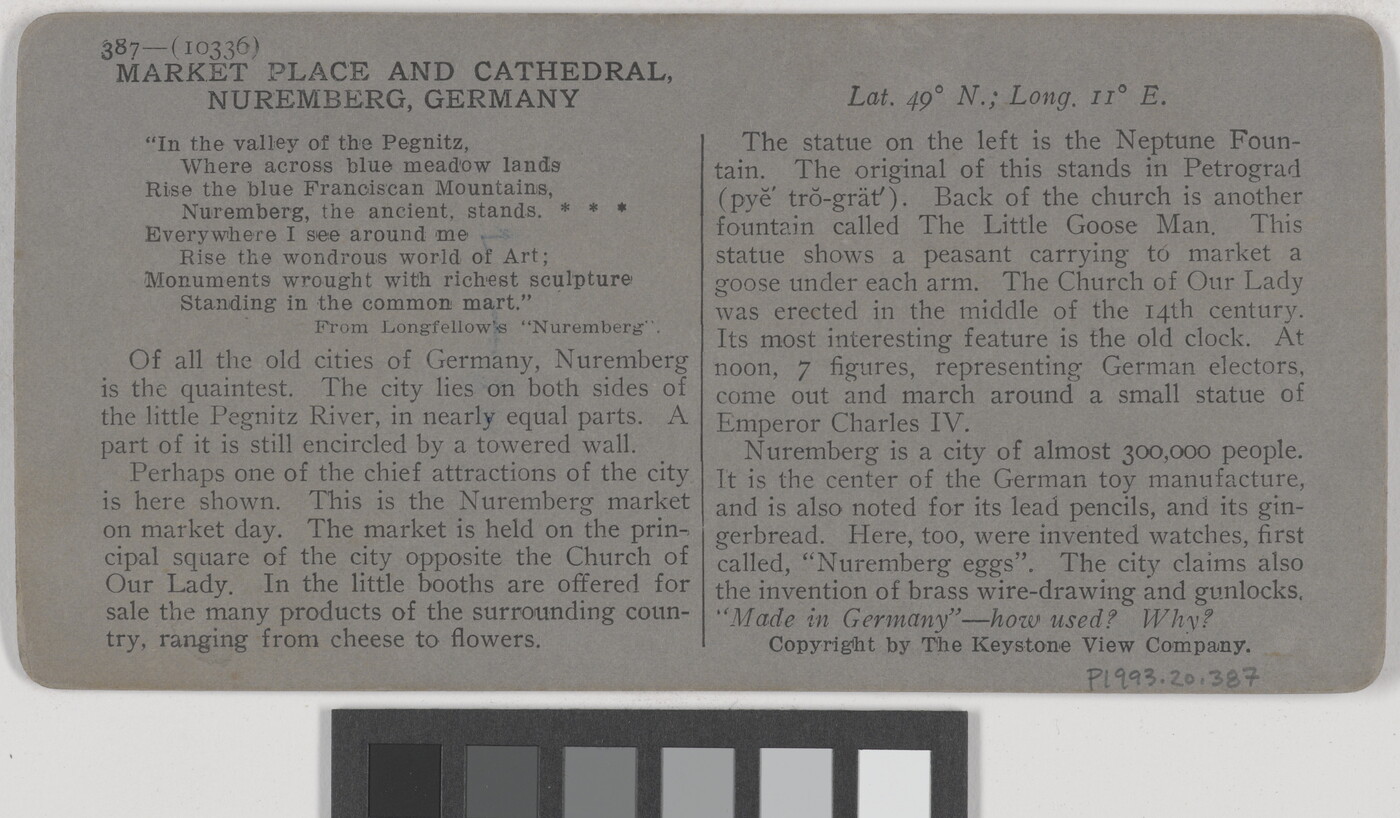 387—(10336)
MARKET PLACE AND CATHEDRAL,
NUREMBERG, GERMANY
"In the valley of the Pegnitz,
Where across blue meadow lands
Rise the blue Franciscan Mountains,
Nuremberg, the ancient, stands. * * *
Everywhere I see around me
Rise the wondrous world of Art;
Monuments wrought with richest sculpture
Standing in the common mart."
From Longfellow's "Nuremberg".
Of all the old cities of Germany, Nuremberg
is the quaintest. The city lies on both sides of
the little Pegnitz River, in nearly equal parts. A
part of it is still encircled by a towered wall.
Perhaps one of the chief attractions of the city
is here shown. This is the Nuremberg market
on market day. The market is held on the prin-
cipal square of the city opposite the Church of
Our Lady. In the little booths are offered for
sale the many products of the surrounding coun-
try, ranging from cheese to flowers.
Lat. 49° N.; Long. 11° E.
The statue on the left is the Neptune Foun-
tain. The original of this stands in Petrograd
(pyĕ′ trŏ-grät′). Back of the church is another
fountain called The Little Goose Man. This
statue shows a peasant carrying to market a
goose under each arm. The Church of Our Lady
was erected in the middle of the 14th century.
Its most interesting feature is the old clock. At
noon, 7 figures, representing German electors,
come out and march around a small statue of
Emperor Charles IV.
Nuremberg is a city of almost 300,000 people.
It is the center of the German toy manufacture,
and is also noted for its lead pencils, and its gin-
gerbread. Here, too, were invented watches, first
called, "Nuremberg eggs". The city claims also
the invention of brass wire-drawing and gunlocks.
"Made in Germany"—how used? Why?
Copyright by The Keystone View Company.
P1993.20.387